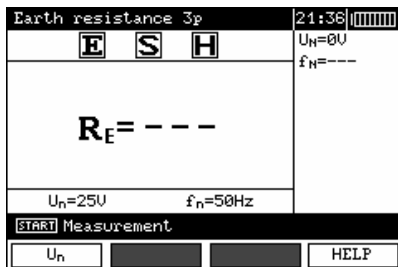 Earth resistance 3p 21:36
E S H
UN=0V
fN=---
RE=---
Un=25V fn=50Hz
START Measurement
Un HELP